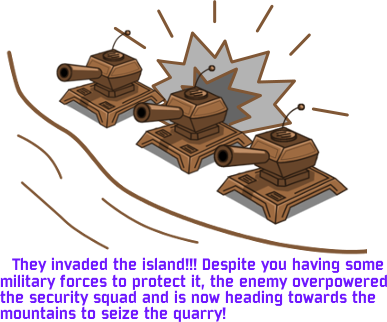 They invaded the island!!! Despite you having some
military forces to protect it, the enemy overpowered
the security squad and is now heading towards the
mountains to seize the quarry!